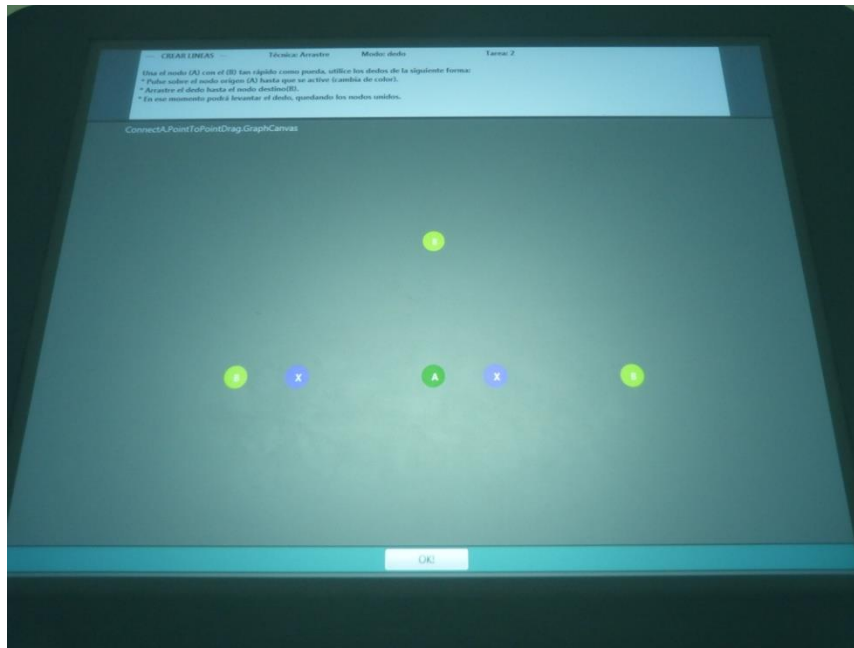 --- CREAR LINEAS --- Técnica: Arrastre Modo: dedo Tarea: 2
Una el nodo (A) con el (B) tan rápido como pueda, utilice los dedos de la siguiente forma:
* Pulse sobre el nodo origen (A) hasta que se active (cambia de color).
* Arrastre el dedo hasta el nodo destino(B).
* En ese momento podrá levantar el dedo, quedando los nodos unidos.
ConnectA.PointToPointDrag.GraphCanvas
B
B X A X B
OK!